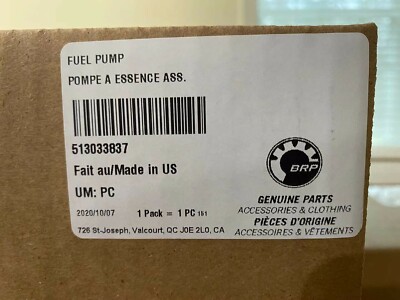 FUEL PUMP
POMPE A ESSENCE ASS.
513033837
Fait au/Made in US
UM: PC
BRP
GENUINE PARTS
ACCESSORIES & CLOTHING
PIÈCES D'ORIGINE
ACCESSOIRES & VÊTEMENTS
2020/10/07 1 Pack = 1 PC 151
726 St-Joseph, Valcourt, QC J0E 2L0, CA